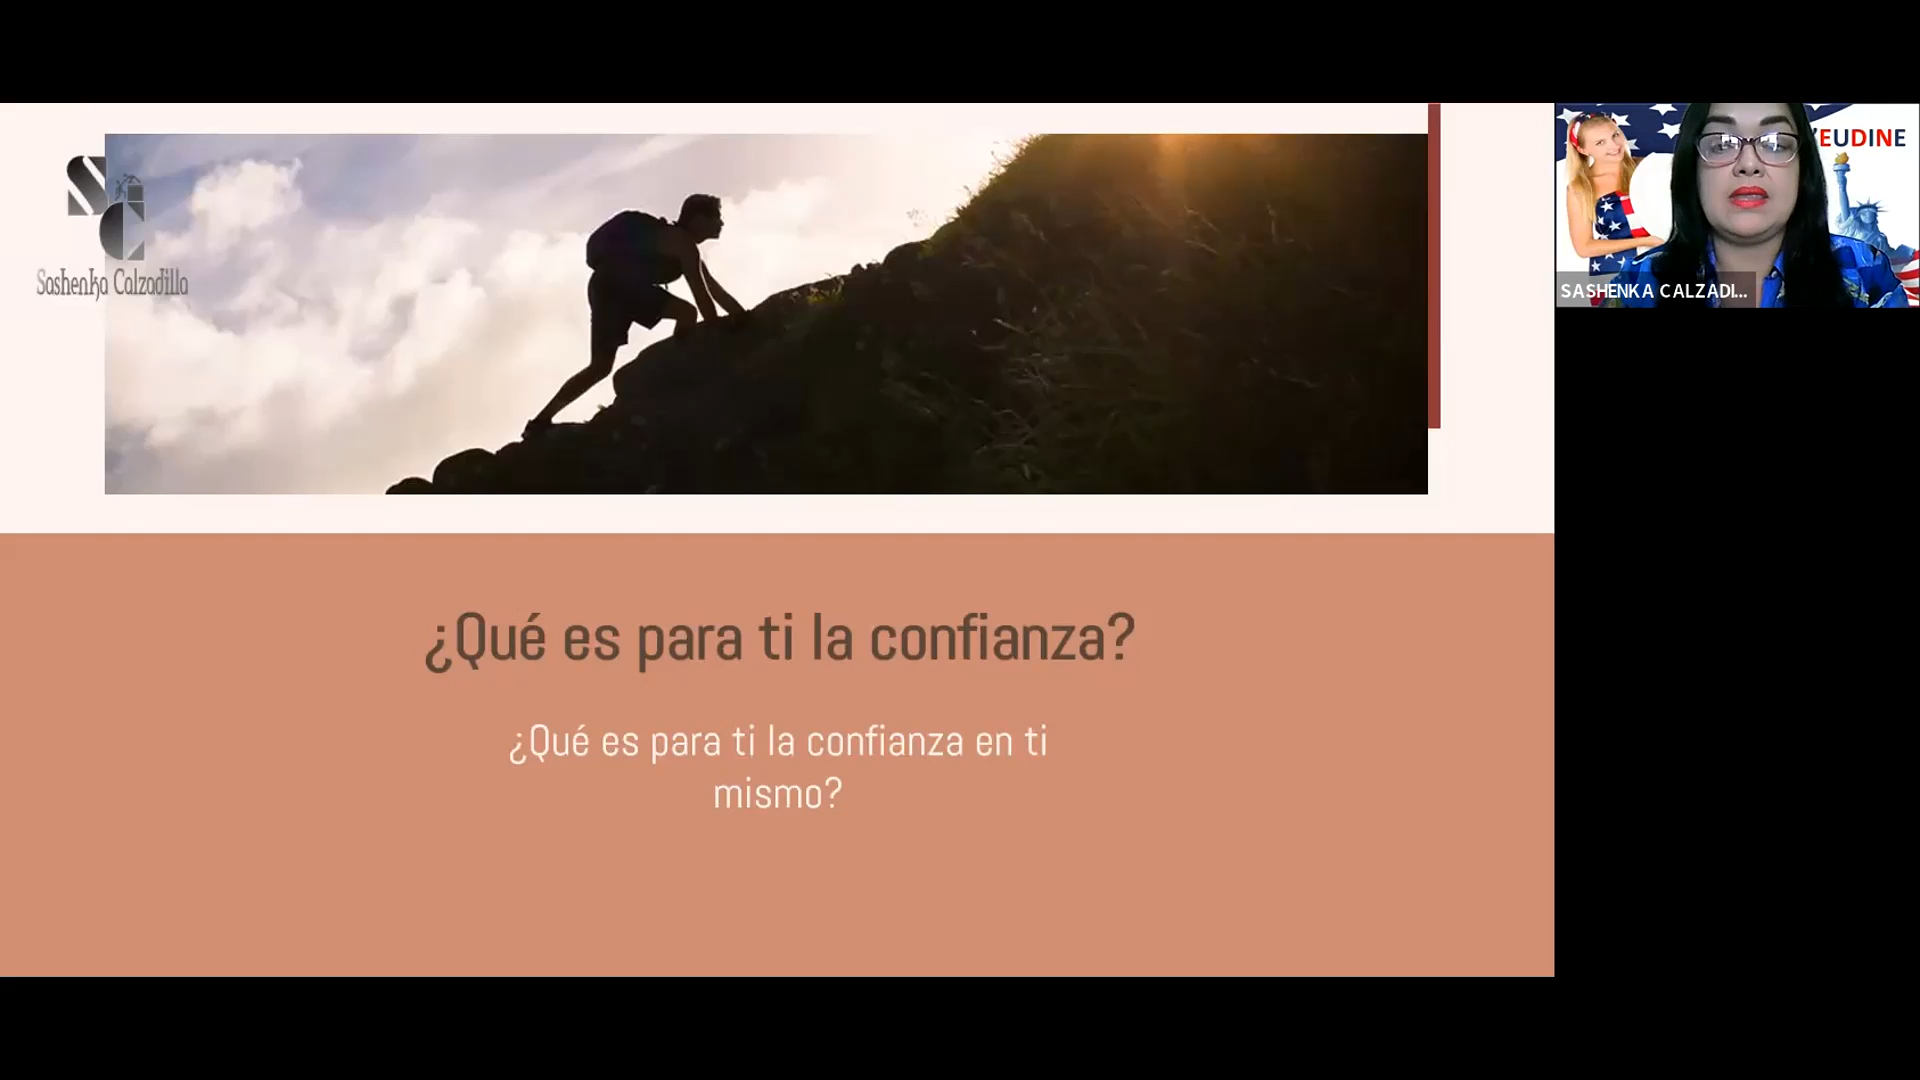 Sashenka Calzadilla
¿Qué es para ti la confianza?
¿Qué es para ti la confianza en ti
mismo?
EUDINE
SASHENKA CALZADI...